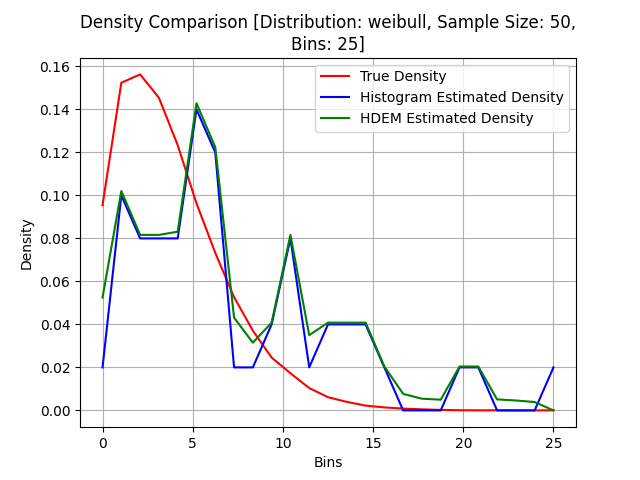 Density Comparison [Distribution: weibull, Sample Size: 50,
Bins: 25]
True Density
Histogram Estimated Density
HDEM Estimated Density
Density
0.16
0.14
0.12
0.10
0.08
0.06
0.04
0.02
0.00
0 5 10 15 20 25
Bins